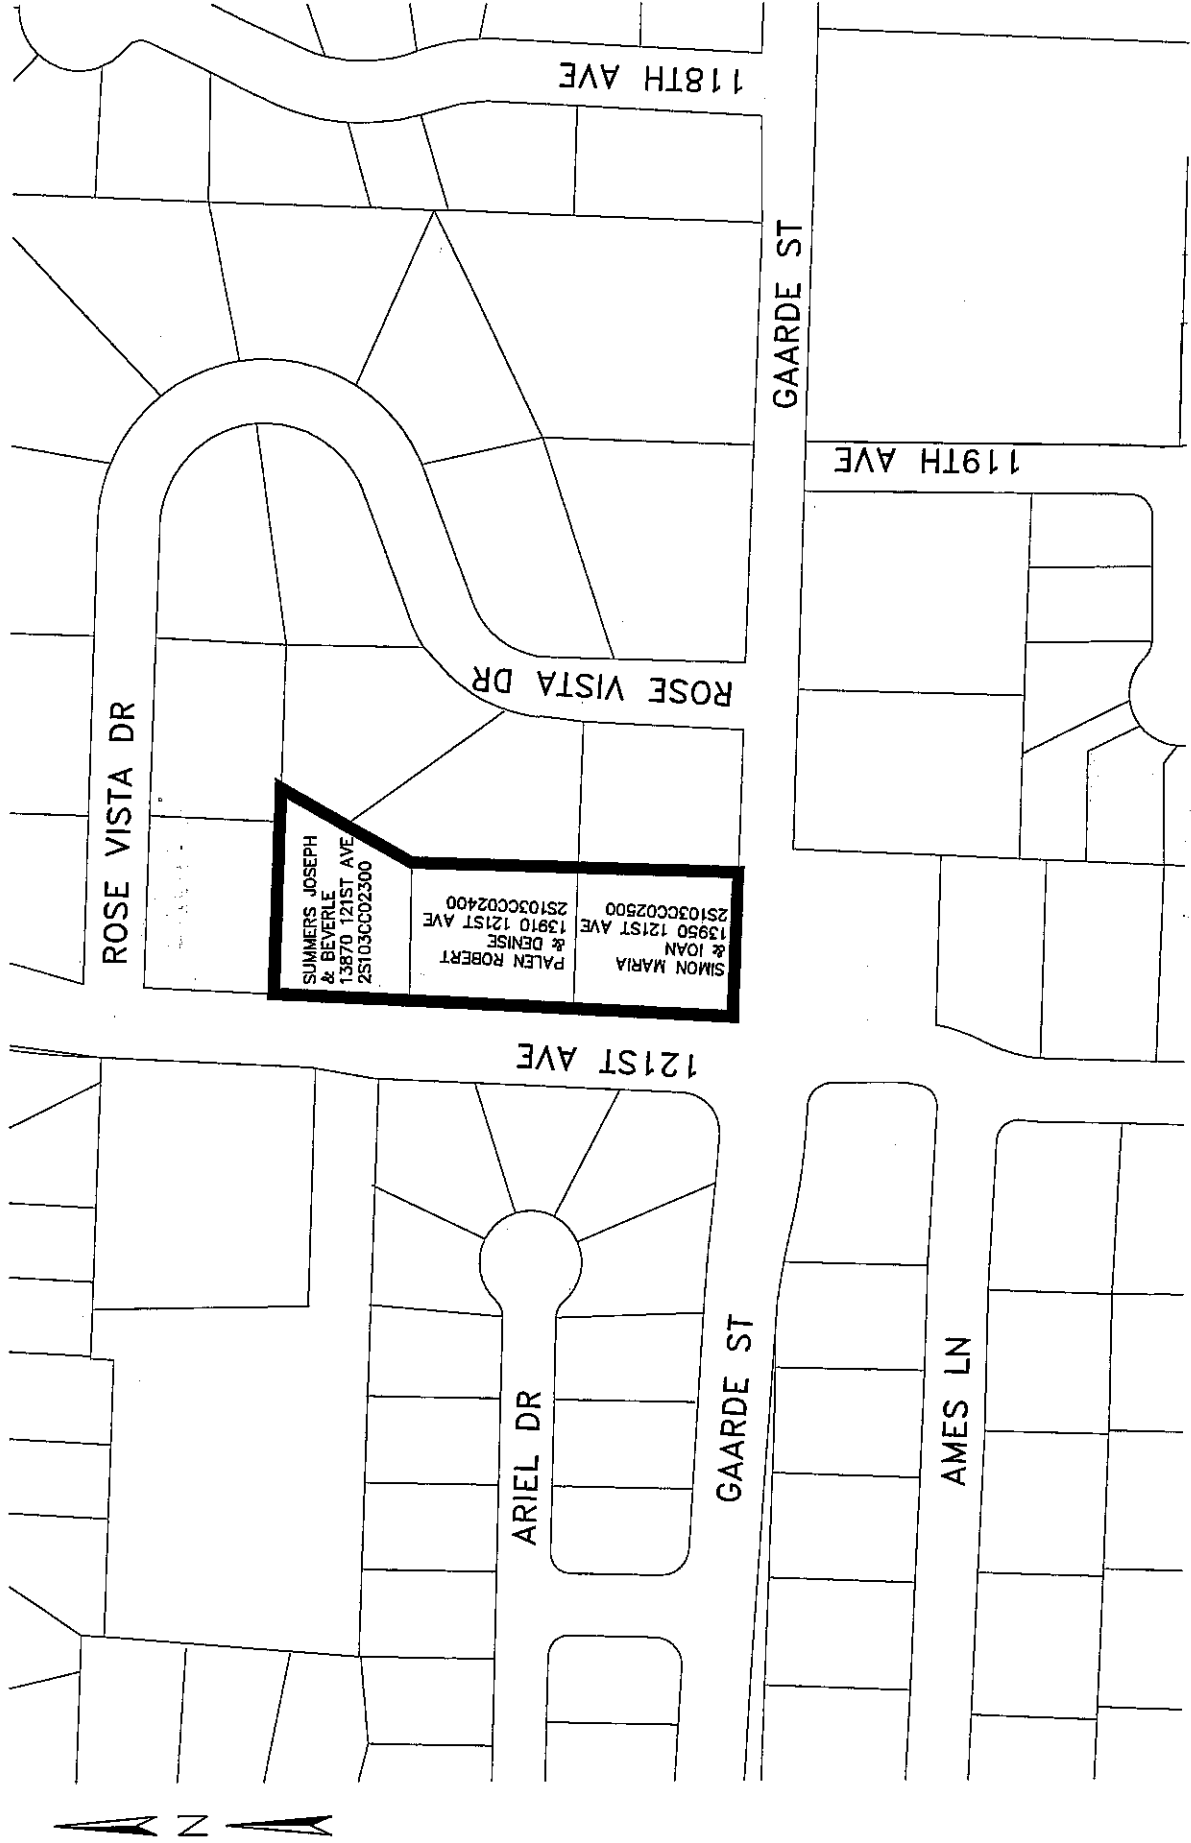 118TH AVE
GAARDE ST
119TH AVE
ROSE VISTA DR
ROSE VISTA DR
SUMMERS JOSEPH
& BEVERLE
13870 121ST AVE
2S103CC02300
PALEN ROBERT
& DENISE
13910 121ST AVE
2S103CC02400
SIMON MARIA
& IOAN
13950 121ST AVE
2S103CC02500
121ST AVE
ARIEL DR
GAARDE ST
AMES LN
N